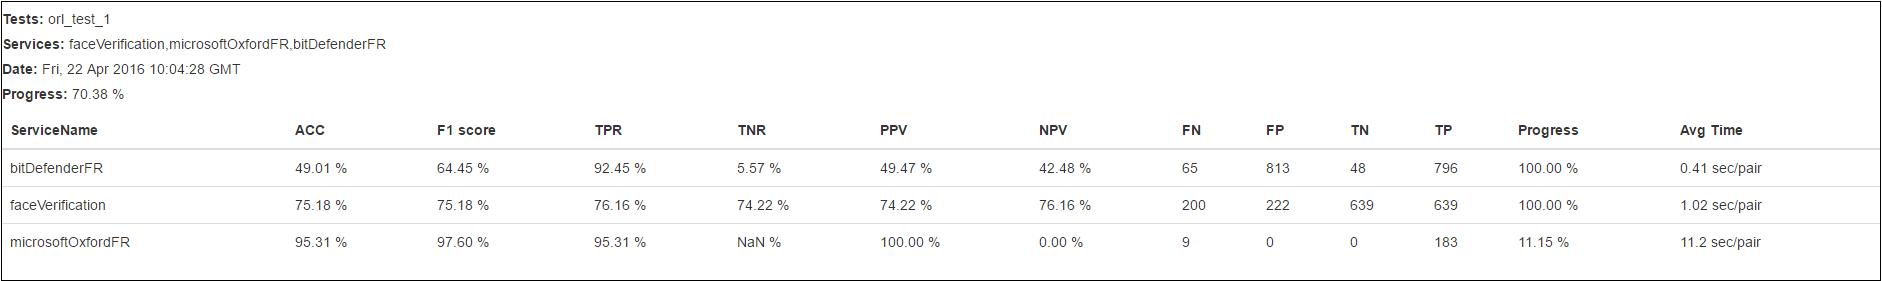 Tests: orl_test_1
Services: faceVerification,microsoftOxfordFR,bitDefenderFR
Date: Fri, 22 Apr 2016 10:04:28 GMT
Progress: 70.38 %
ServiceName ACC F1 score TPR TNR PPV NPV FN FP TN TP Progress Avg Time
bitDefenderFR 49.01 % 64.45 % 92.45 % 5.57 % 49.47 % 42.48 % 65 813 48 796 100.00 % 0.41 sec/pair
faceVerification 75.18 % 75.18 % 76.16 % 74.22 % 74.22 % 76.16 % 200 222 639 639 100.00 % 1.02 sec/pair
microsoftOxfordFR 95.31 % 97.60 % 95.31 % NaN % 100.00 % 0.00 % 9 0 0 183 11.15 % 11.2 sec/pair